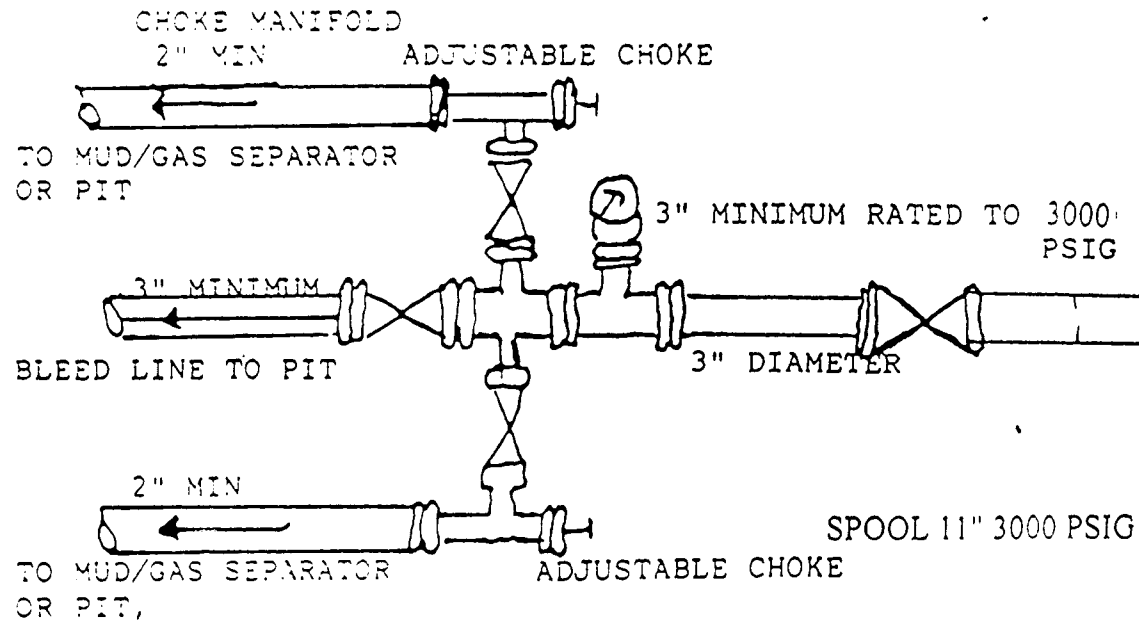 CHOKE MANIFOLD
2" MIN
ADJUSTABLE CHOKE
TO MUD/GAS SEPARATOR
OR PIT
3" MINIMUM RATED TO 3000
PSIG
3" MINIMUM
BLEED LINE TO PIT
3" DIAMETER
2" MIN
SPOOL 11" 3000 PSIG
TO MUD/GAS SEPARATOR
OR PIT,
ADJUSTABLE CHOKE